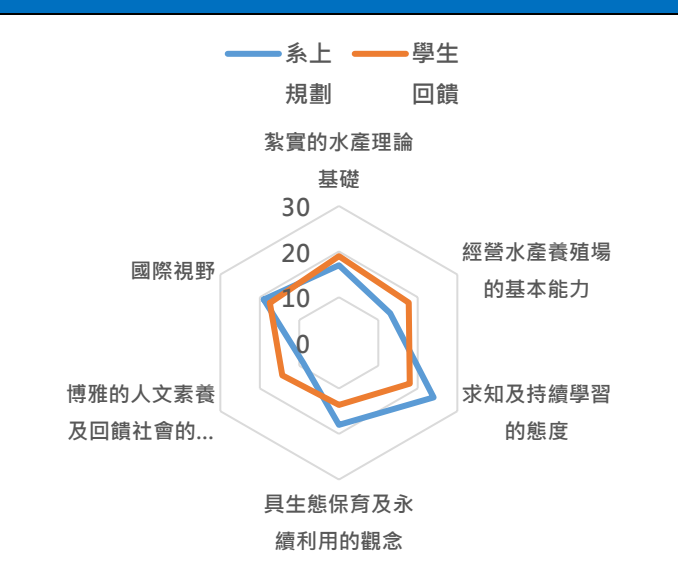 系上
規劃
學生
回饋
紮實的水產理論
基礎
30
20
10
0
經營水產養殖場
的基本能力
國際視野
求知及持續學習
的態度
博雅的人文素養
及回饋社會的...
具生態保育及永
續利用的觀念